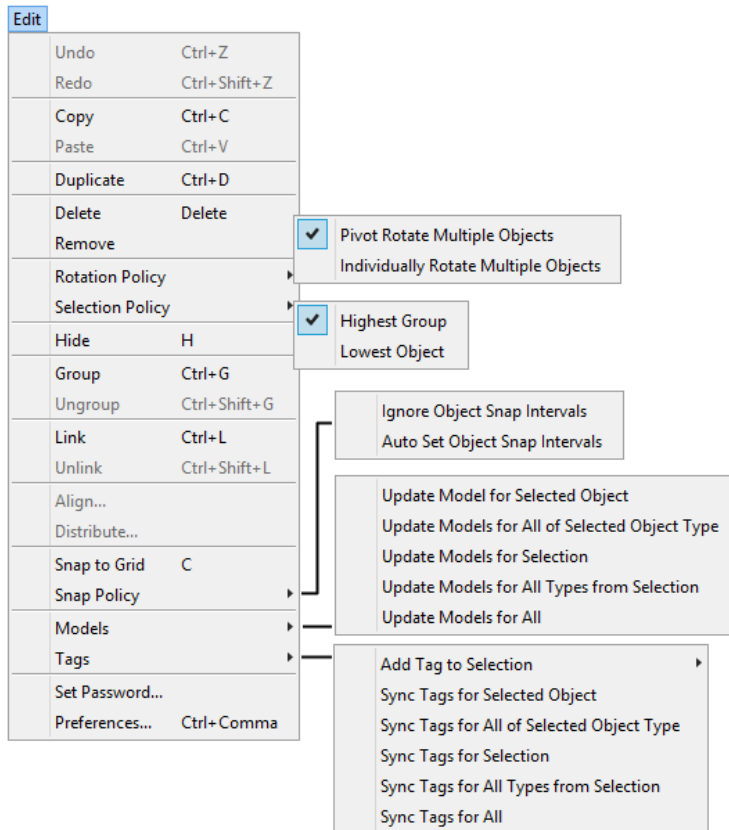 Edit
Undo Ctrl+Z
Redo Ctrl+Shift+Z
Copy Ctrl+C
Paste Ctrl+V
Duplicate Ctrl+D
Delete Delete
Remove
Rotation Policy
Selection Policy
Hide H
Group Ctrl+G
Ungroup Ctrl+Shift+G
Link Ctrl+L
Unlink Ctrl+Shift+L
Align...
Distribute...
Snap to Grid C
Snap Policy
Models
Tags
Set Password...
Preferences... Ctrl+Comma
Pivot Rotate Multiple Objects
Individually Rotate Multiple Objects
Highest Group
Lowest Object
Ignore Object Snap Intervals
Auto Set Object Snap Intervals
Update Model for Selected Object
Update Models for All of Selected Object Type
Update Models for Selection
Update Models for All Types from Selection
Update Models for All
Add Tag to Selection
Sync Tags for Selected Object
Sync Tags for All of Selected Object Type
Sync Tags for Selection
Sync Tags for All Types from Selection
Sync Tags for All